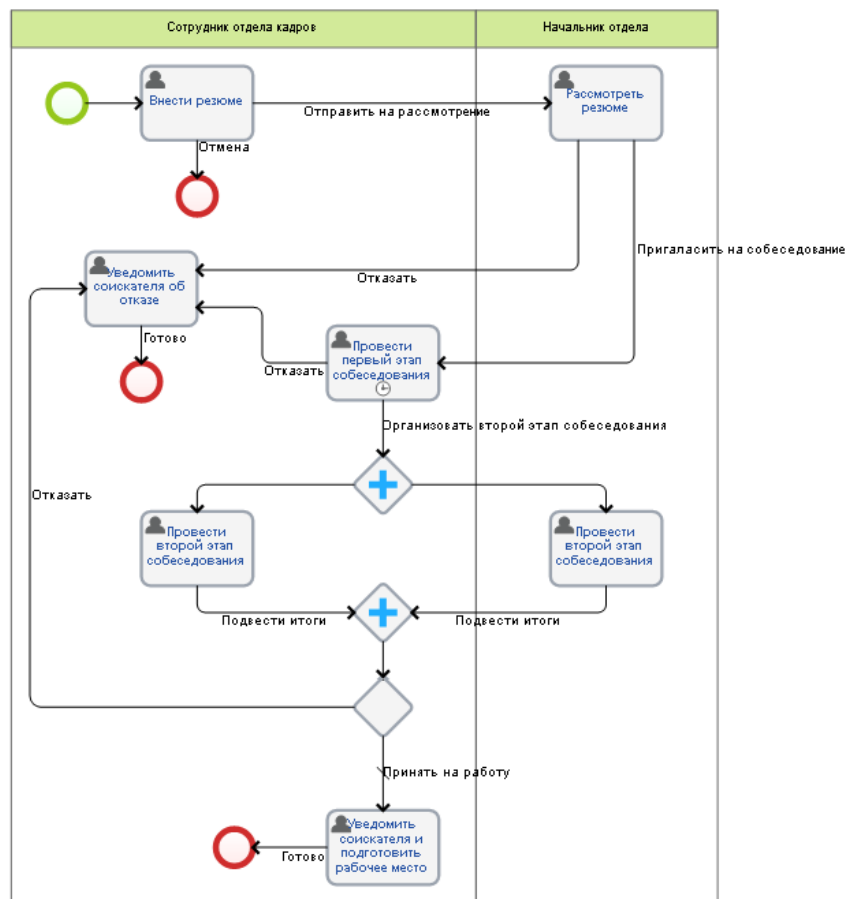 Сотрудник отдела кадров
Начальник отдела
Внести резюме
Отправить на рассмотрение
Рассмотреть
резюме
Отмена
Пригаласить на собеседование
Уведомить
соискателя об
отказе
Отказать
Готово
Провести
первый этап
собеседования
Отказать
Организовать второй этап собеседования
Отказать
Провести
второй этап
собеседования
Провести
второй этап
собеседования
Подвести итоги
Подвести итоги
Принять на работу
Уведомить
соискателя и
подготовить
рабочее место
Готово